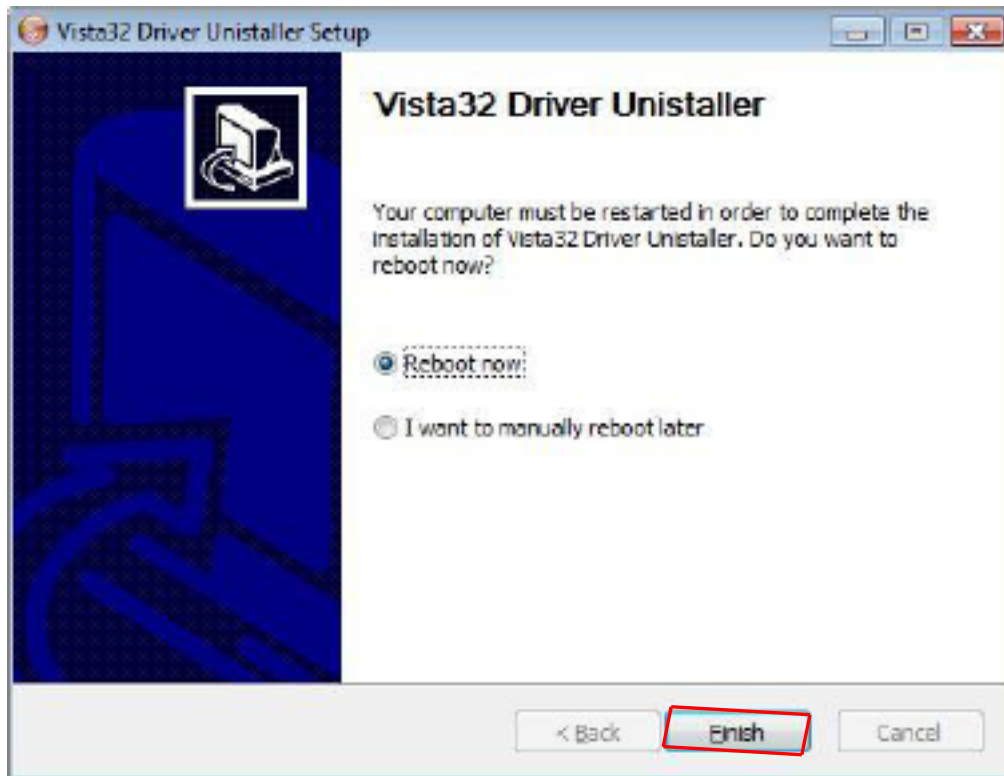 Vista32 Driver Unistaller Setup
Vista32 Driver Unistaller
Your computer must be restarted in order to complete the
installation of Vista32 Driver Unistaller. Do you want to
reboot now?
Reboot now
I want to manually reboot later
< Back
Finish
Cancel